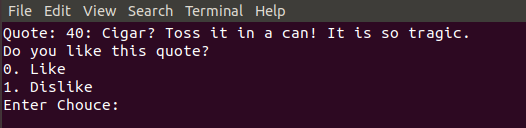 File Edit View Search Terminal Help
Quote: 40: Cigar? Toss it in a can! It is so tragic.
Do you like this quote?
0. Like
1. Dislike
Enter Chouce: